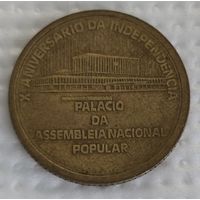 X ANIVERSARIO DA INDEPENDENCIA
PALACIO
DA
ASSEMBLEIA NACIONAL
POPULAR